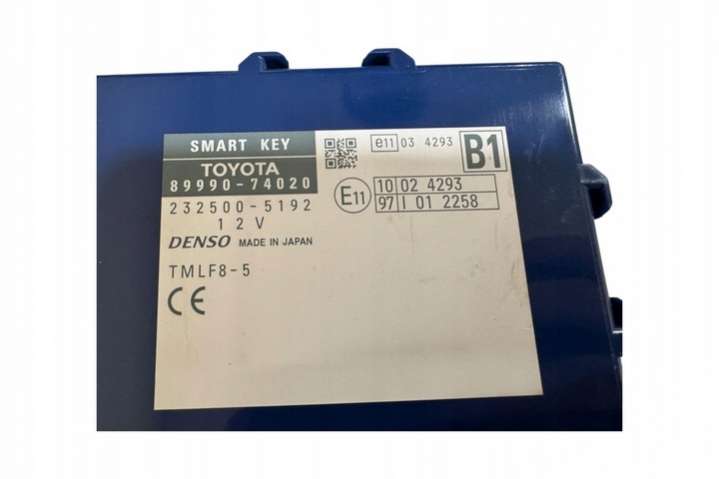 SMART KEY
TOYOTA
89990-74020
232500-5192
12V
DENSO MADE IN JAPAN
TMLF8-5
CE
e11 03 4293
B1
E11
10 02 4293
97 I 01 2258